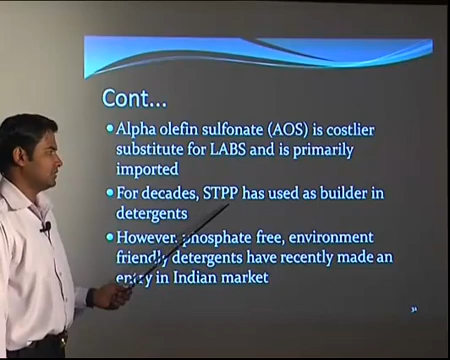 Cont...
Alpha olefin sulfonate (AOS) is costlier
substitute for LABS and is primarily
imported
For decades, STPP has used as builder in
detergents
However, phosphate free, environment
friendly detergents have recently made an
entry in Indian market
31